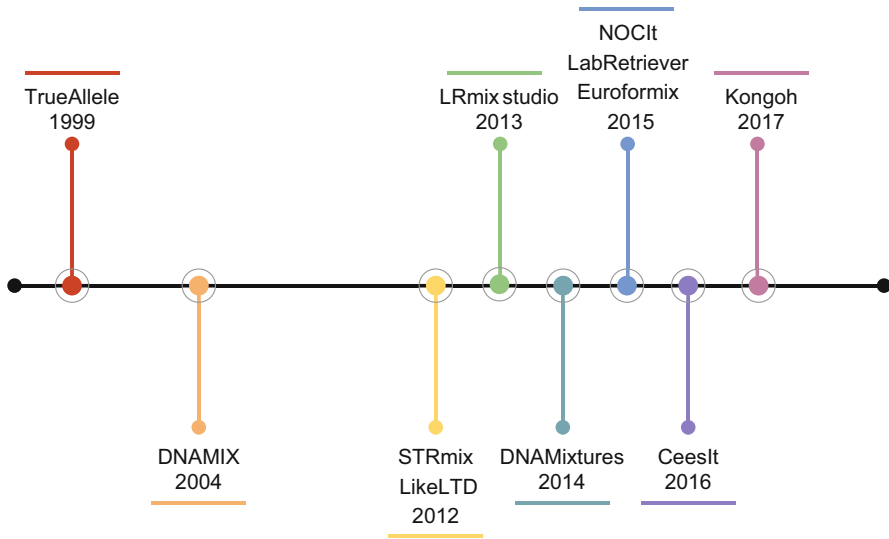 TrueAllele
1999
DNAMIX
2004
STRmix
LikeLTD
2012
LRmix studio
2013
DNAMixtures
2014
NOCIt
LabRetriever
Euroformix
2015
CeesIt
2016
Kongoh
2017